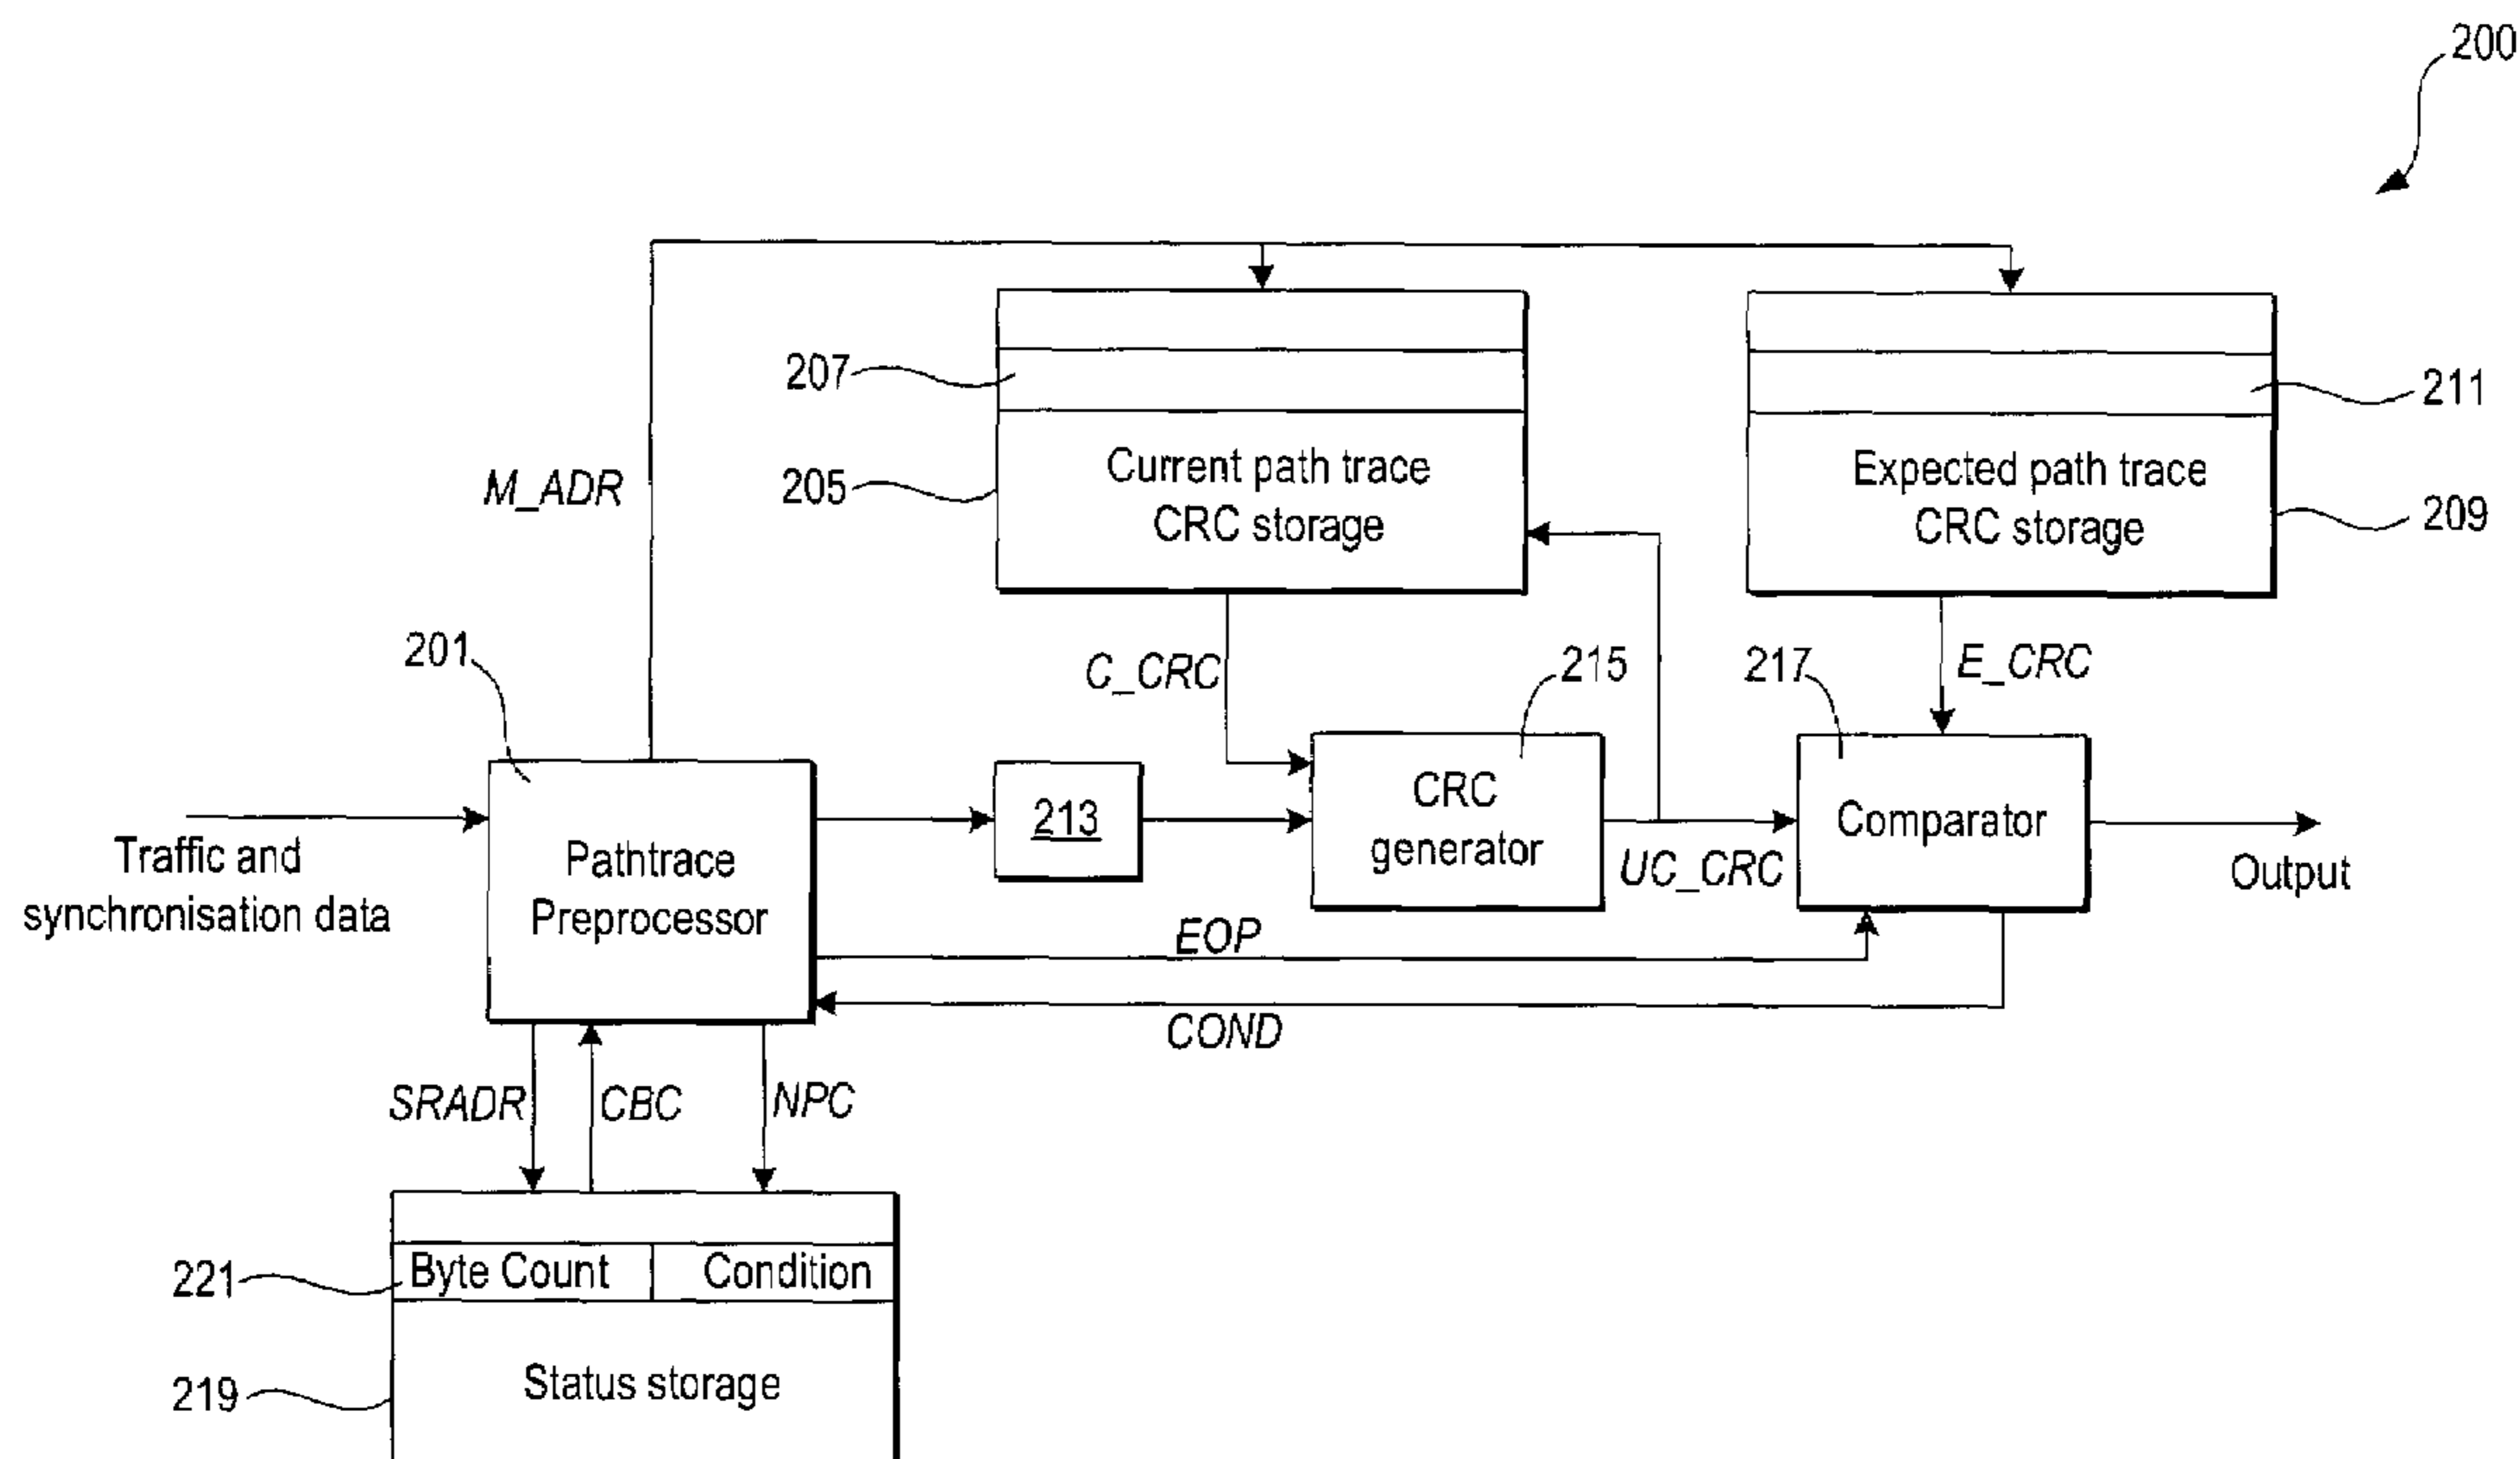 200
207
211
Current path trace
CRC storage
205
Expected path trace
CRC storage
209
M_ADR
201
C_CRC
215
217
E_CRC
Traffic and
synchronisation data
Pathtrace
Preprocessor
213
CRC
generator
UC_CRC
Comparator
Output
EOP
COND
SRADR
CBC
NPC
221
Byte Count
Condition
219
Status storage